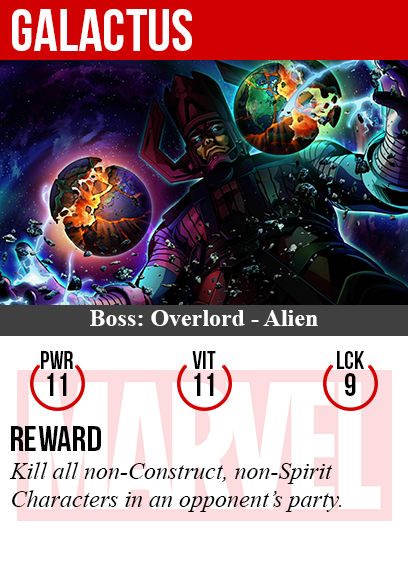 GALACTUS
Boss: Overlord - Alien
PWR VIT LCK
11 11 9
MARVEL
REWARD
Kill all non-Construct, non-Spirit
Characters in an opponent's party.